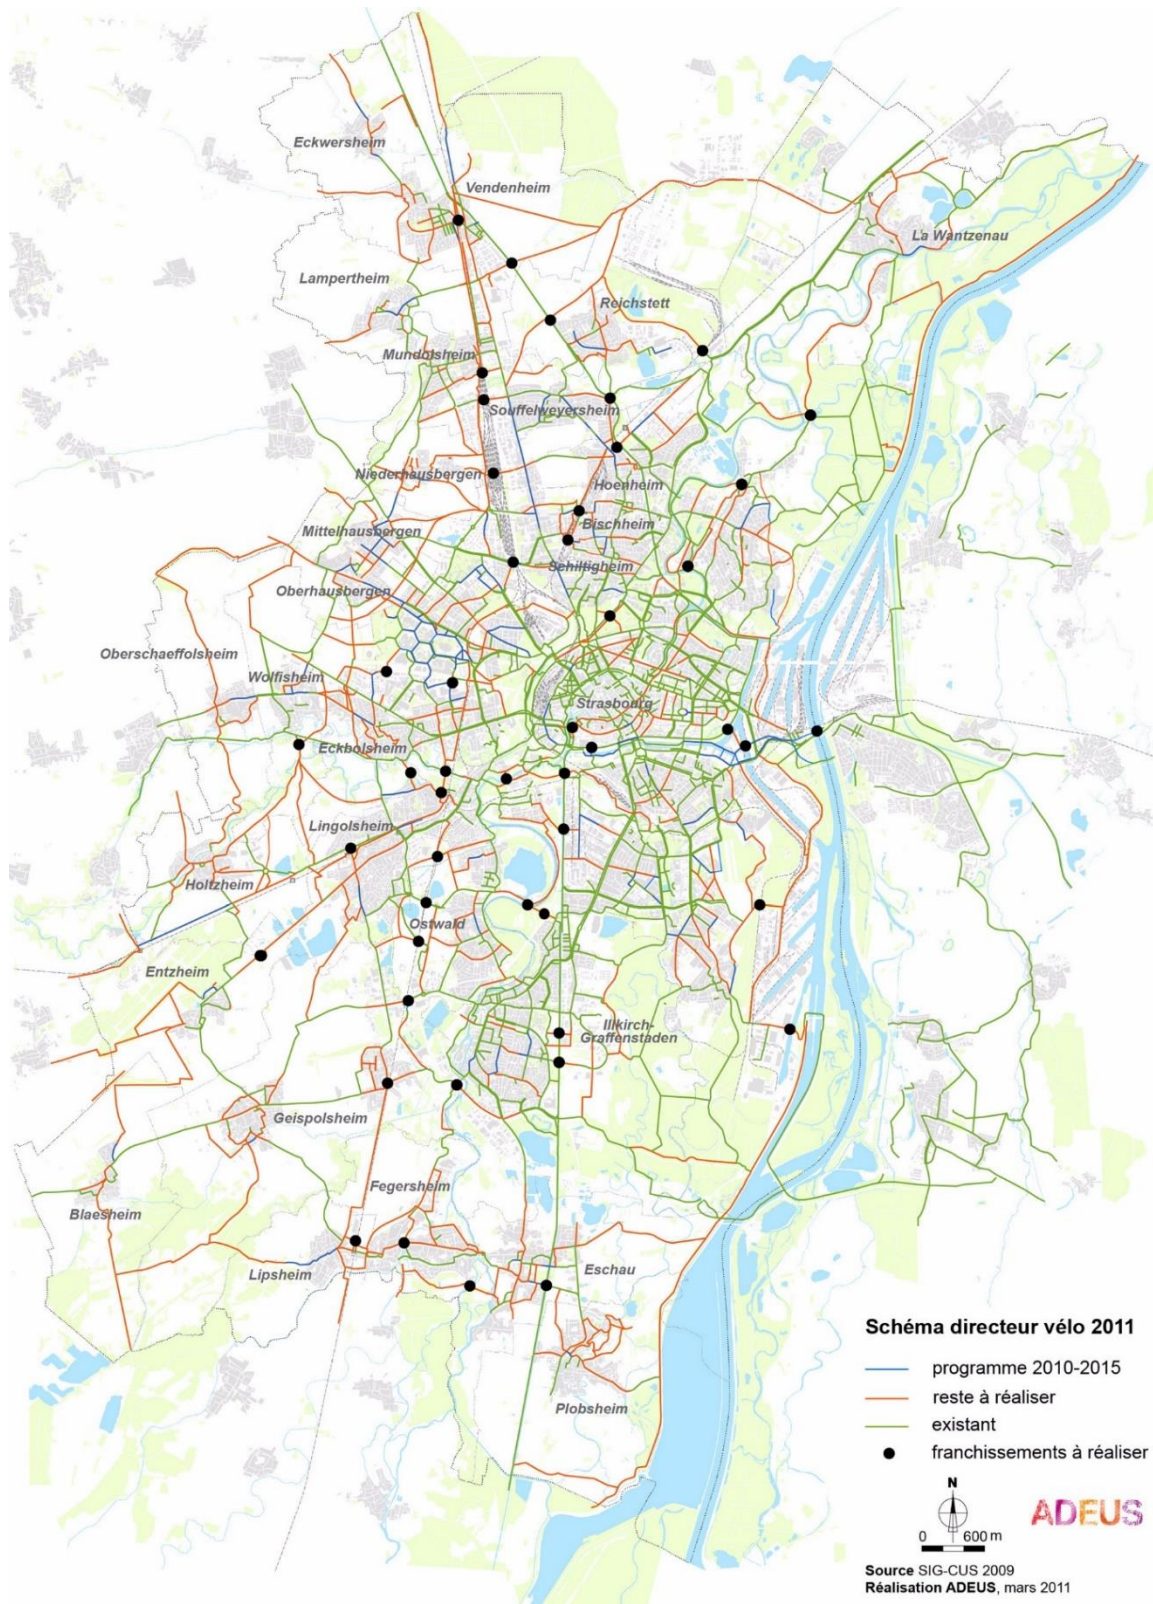 Eckwersheim
Vendenheim
La Wantzenau
Lampertheim
Reichstett
Mundolsheim
Souffelweyersheim
Niederhausbergen
Hoenheim
Bischheim
Mittelhausbergen
Schiltigheim
Oberhausbergen
Oberschaeffolsheim
Wolfisheim
Strasbourg
Eckbolsheim
Lingolsheim
Holtzheim
Ostwald
Entzheim
Illkirch-
Graffenstaden
Geispolsheim
Fegersheim
Blaesheim
Lipsheim
Eschau
Plobsheim
Schéma directeur vélo 2011
programme 2010-2015
reste à réaliser
existant
franchissements à réaliser
N
ADEUS
0 600 m
Source SIG-CUS 2009
Réalisation ADEUS, mars 2011